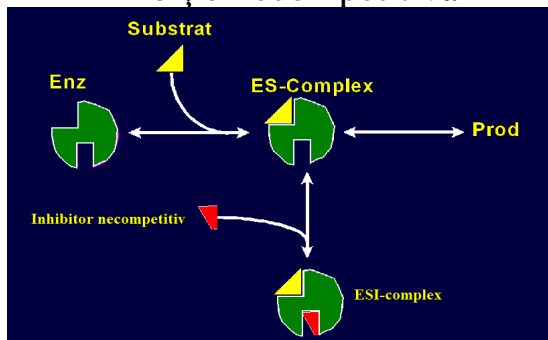 Substrat
Enz
ES-Complex
Prod
Inhibitor necompetitiv
ESI-complex